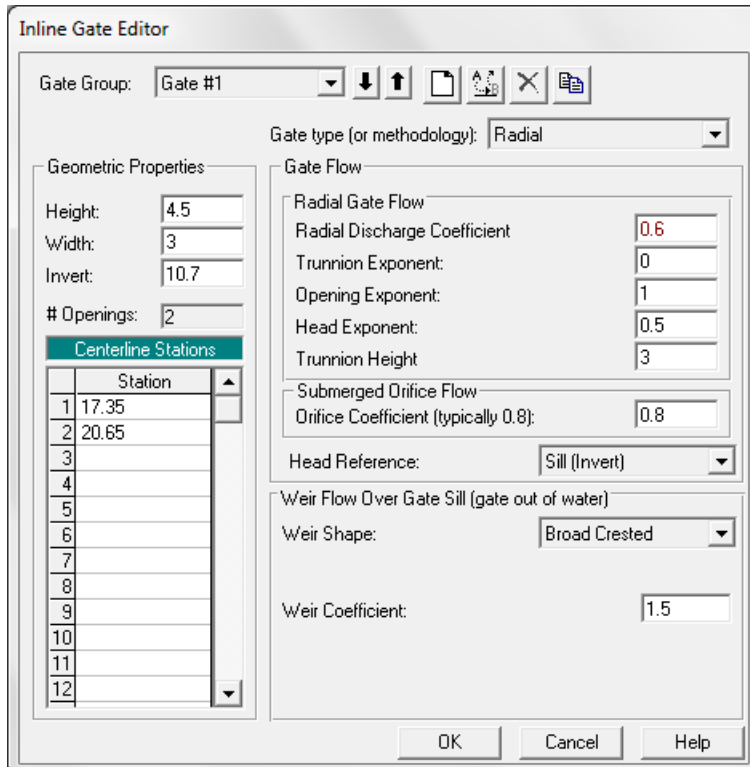 Inline Gate Editor
Gate Group: Gate #1
Gate type (or methodology): Radial
Geometric Properties
Height: 4.5
Width: 3
Invert: 10.7
# Openings: 2
Centerline Stations
Station
1 17.35
2 20.65
3
4
5
6
7
8
9
10
11
12
Gate Flow
Radial Gate Flow
Radial Discharge Coefficient 0.6
Trunnion Exponent: 0
Opening Exponent: 1
Head Exponent: 0.5
Trunnion Height 3
Submerged Orifice Flow
Orifice Coefficient (typically 0.8): 0.8
Head Reference: Sill (Invert)
Weir Flow Over Gate Sill (gate out of water)
Weir Shape: Broad Crested
Weir Coefficient: 1.5
OK Cancel Help